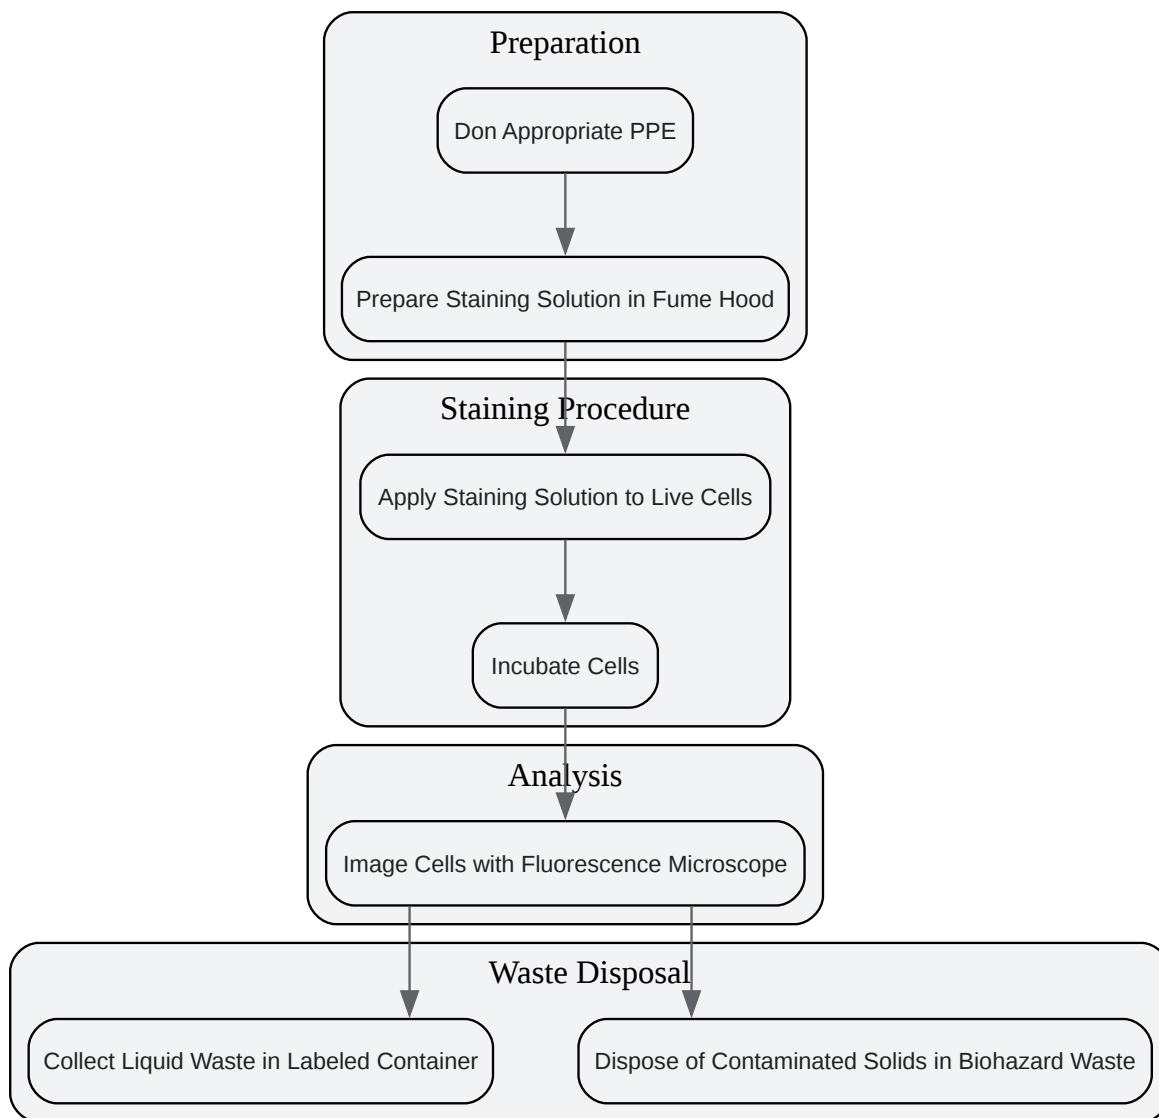 Preparation
Don Appropriate PPE
Prepare Staining Solution in Fume Hood
Staining Procedure
Apply Staining Solution to Live Cells
Incubate Cells
Analysis
Image Cells with Fluorescence Microscope
Waste Disposal
Collect Liquid Waste in Labeled Container
Dispose of Contaminated Solids in Biohazard Waste